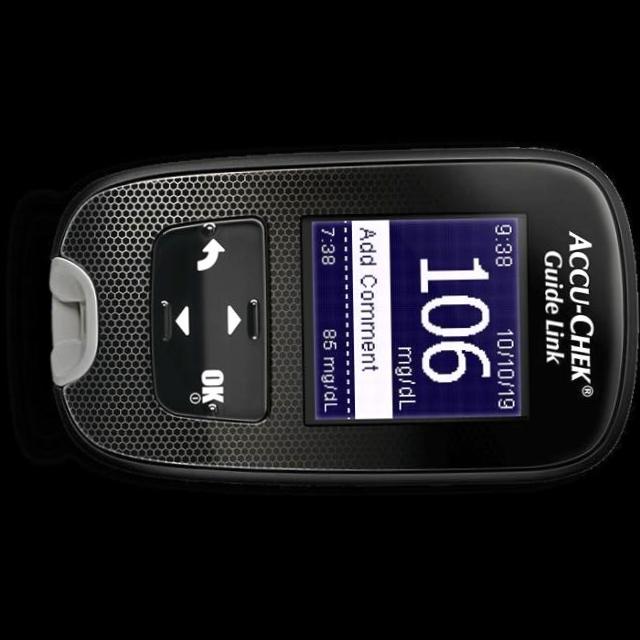 ACCU-CHEK®
Guide Link
9:38 10/10/19
106
mg/dL
Add Comment
7:38 85 mg/dL
OK